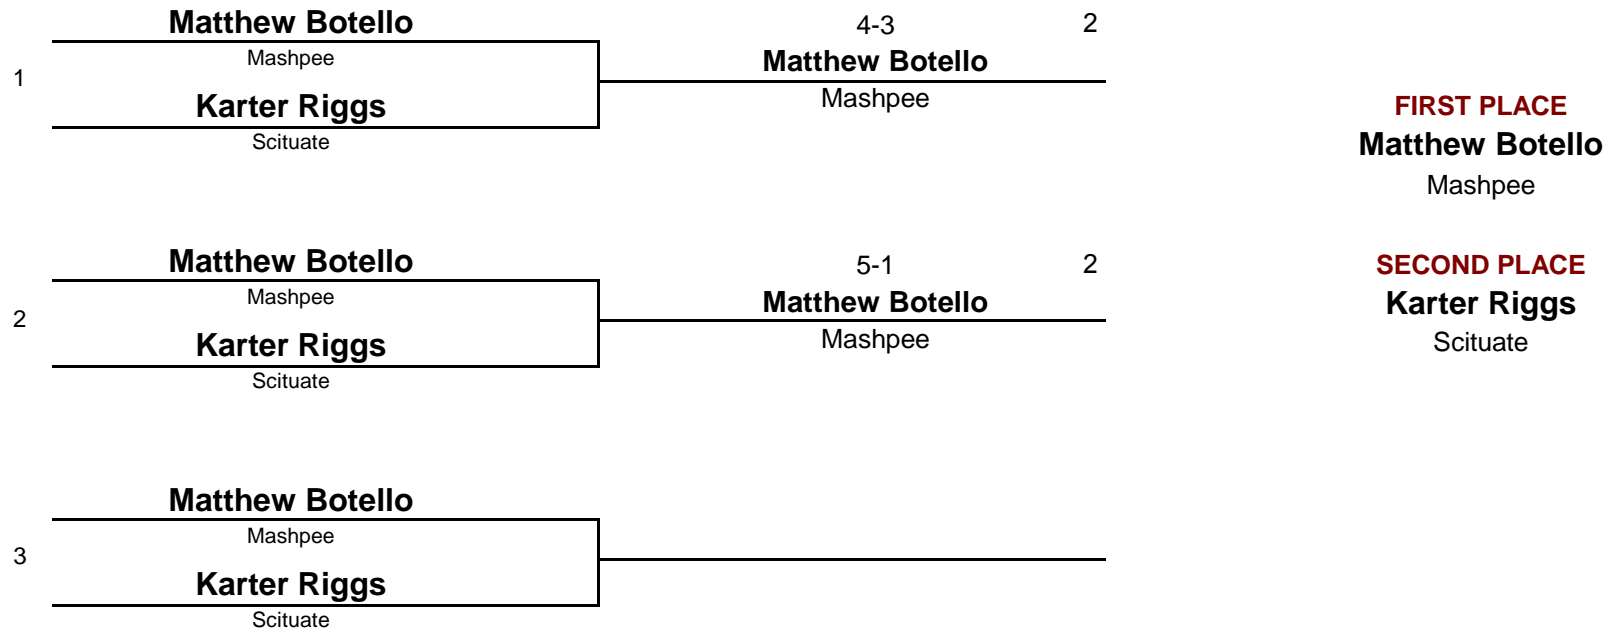 Matthew Botello
Mashpee
1
Karter Riggs
Scituate
4-3
2
Matthew Botello
Mashpee
Matthew Botello
Mashpee
2
Karter Riggs
Scituate
5-1
2
Matthew Botello
Mashpee
Matthew Botello
Mashpee
3
Karter Riggs
Scituate
FIRST PLACE
Matthew Botello
Mashpee
SECOND PLACE
Karter Riggs
Scituate